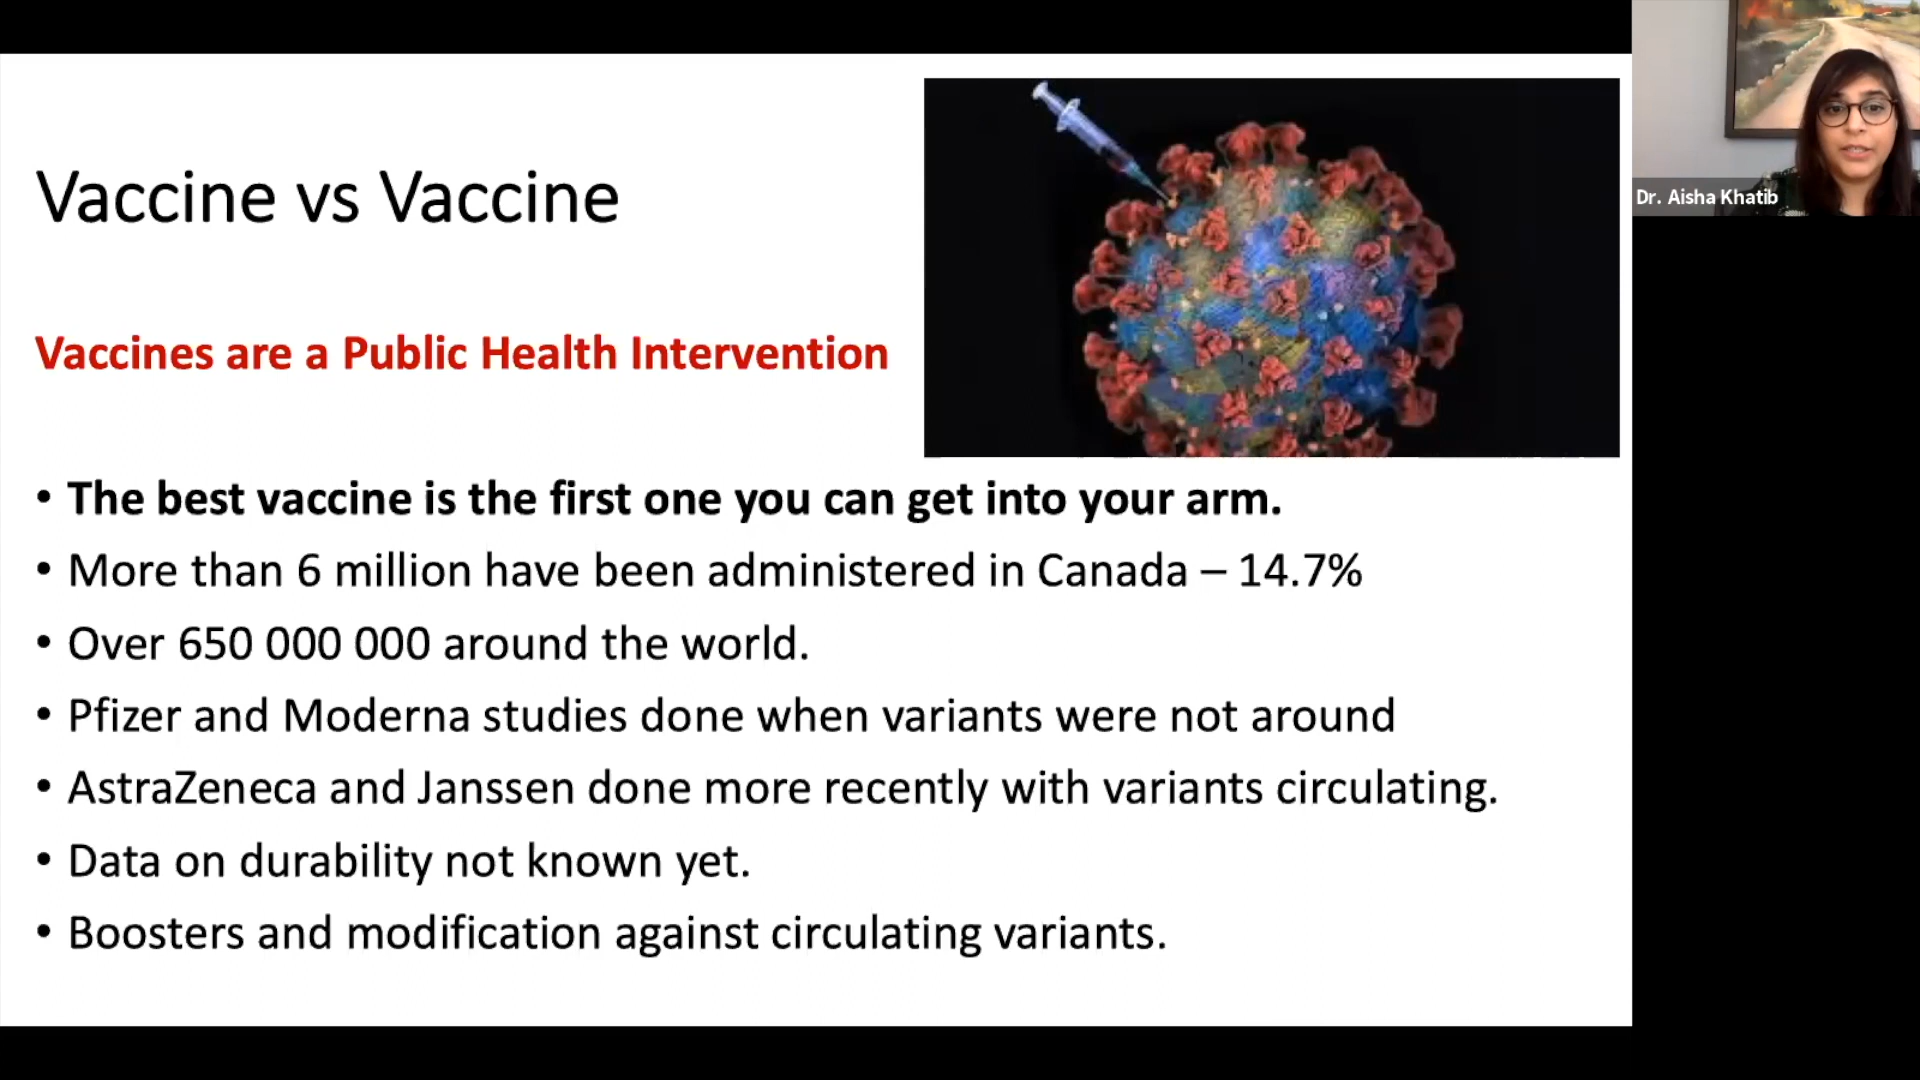 Vaccine vs Vaccine
Vaccines are a Public Health Intervention
• The best vaccine is the first one you can get into your arm.
• More than 6 million have been administered in Canada – 14.7%
• Over 650 000 000 around the world.
• Pfizer and Moderna studies done when variants were not around
• AstraZeneca and Janssen done more recently with variants circulating.
• Data on durability not known yet.
• Boosters and modification against circulating variants.
Dr. Aisha Khatib